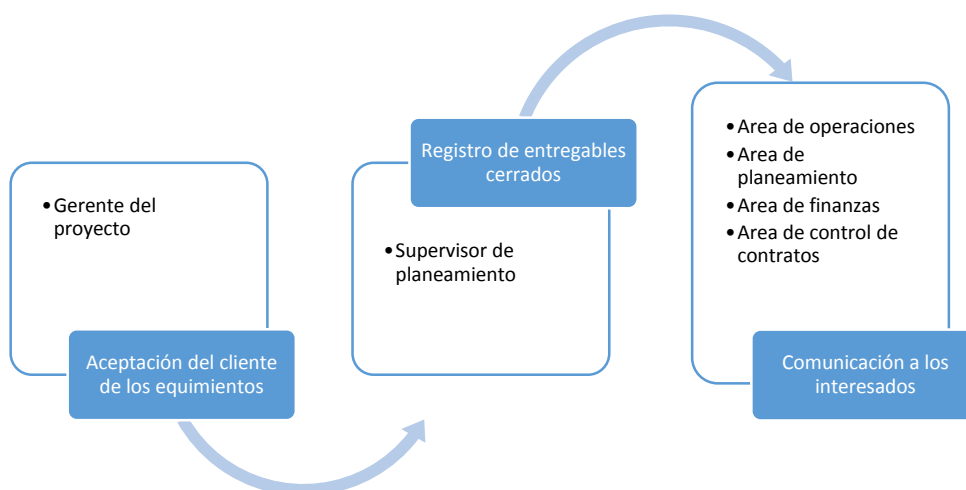 •Gerente del
proyecto
Aceptación del cliente
de los equimientos
Registro de entregables
cerrados
•Supervisor de
planeamiento
•Area de operaciones
•Area de
planeamiento
•Area de finanzas
•Area de control de
contratos
Comunicación a los
interesados